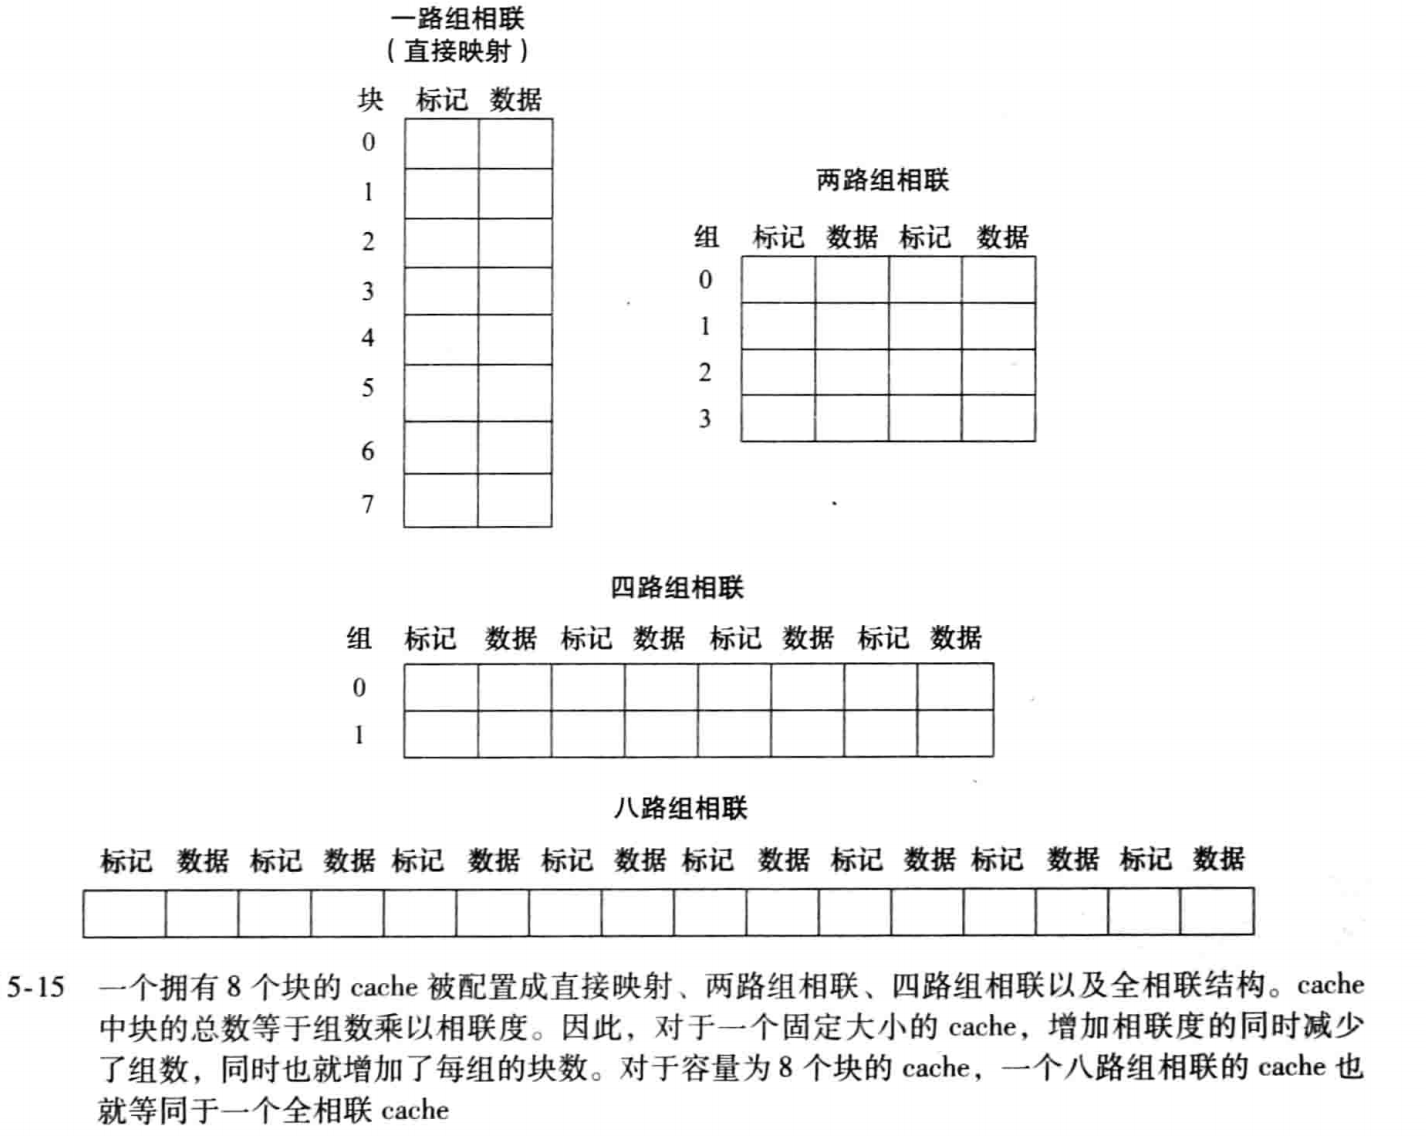 一路组相联
（直接映射）
块 标记 数据
0
1
2
3
4
5
6
7
两路组相联
组 标记 数据 标记 数据
0
1
2
3
四路组相联
组 标记 数据 标记 数据 标记 数据 标记 数据
0
1
八路组相联
标记 数据 标记 数据 标记 数据 标记 数据 标记 数据 标记 数据 标记 数据 标记 数据
5-15 一个拥有 8 个块的 cache 被配置成直接映射、两路组相联、四路组相联以及全相联结构。cache
中块的总数等于组数乘以相联度。因此，对于一个固定大小的 cache，增加相联度的同时减少
了组数，同时也就增加了每组的块数。对于容量为 8 个块的 cache，一个八路组相联的 cache 也
就等同于一个全相联 cache